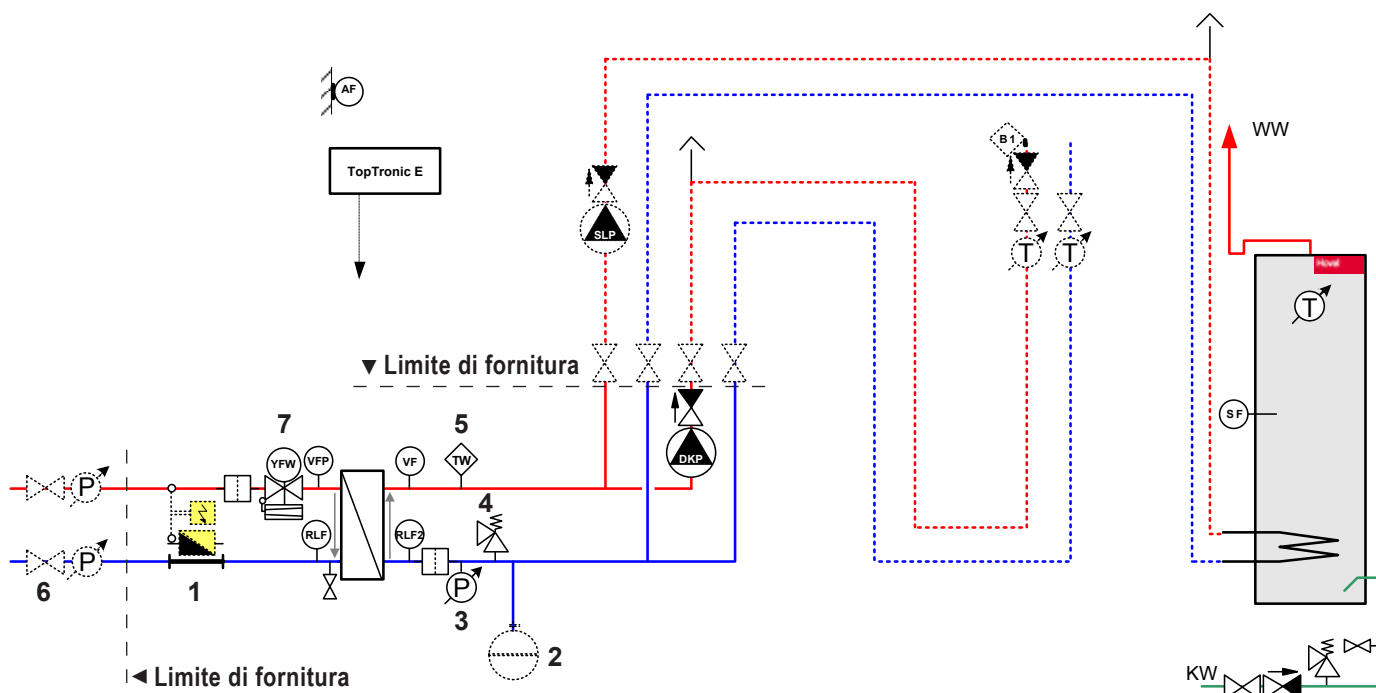 AF
TopTronic E
B1
WW
Hoval
SLP
T
T
T
▼ Limite di fornitura
SF
DKP
7
5
YFW
VFP
VF
TW
4
P
P
RLF
RLF2
P
6
1
3
2
◄ Limite di fornitura
KW